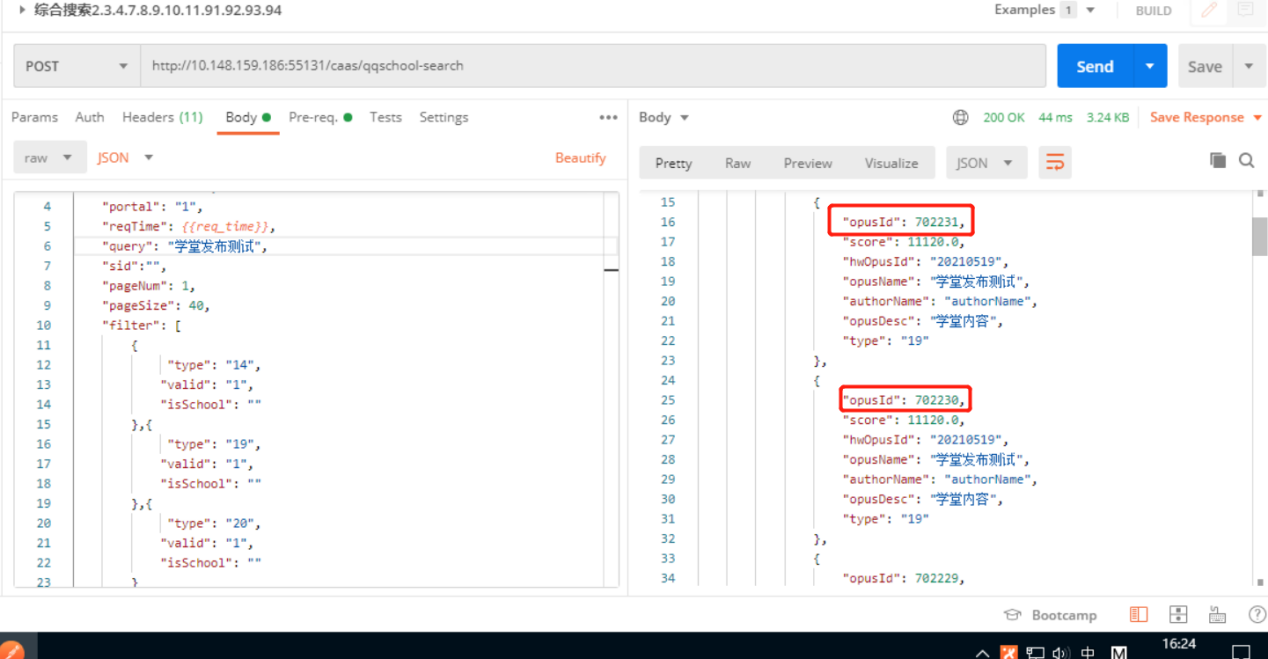 综合搜索2.3.4.7.8.9.10.11.91.92.93.94
Examples 1
BUILD
POST
http://10.148.159.186:55131/caas/qqschool-search
Send
Save
Params Auth Headers (11) Body Pre-req. Tests Settings
Body
200 OK 44 ms 3.24 KB Save Response
raw JSON Beautify
Pretty Raw Preview Visualize JSON
4 "portal": "1",
5 "reqTime": {{req_time}},
6 "query": "学堂发布测试",
7 "sid":"",
8 "pageNum": 1,
9 "pageSize": 40,
10 "filter": [
11 {
12 "type": "14",
13 "valid": "1",
14 "isSchool": ""
15 },{
16 "type": "19",
17 "valid": "1",
18 "isSchool": ""
19 },{
20 "type": "20",
21 "valid": "1",
22 "isSchool": ""
23 }
15 {
16 "opusId": 702231,
17 "score": 11120.0,
18 "hwOpusId": "20210519",
19 "opusName": "学堂发布测试",
20 "authorName": "authorName",
21 "opusDesc": "学堂内容",
22 "type": "19"
23 },
24 {
25 "opusId": 702230,
26 "score": 11120.0,
27 "hwOpusId": "20210519",
28 "opusName": "学堂发布测试",
29 "authorName": "authorName",
30 "opusDesc": "学堂内容",
31 "type": "19"
32 },
33 {
34 "opusId": 702229,
Bootcamp
中 M 16:24